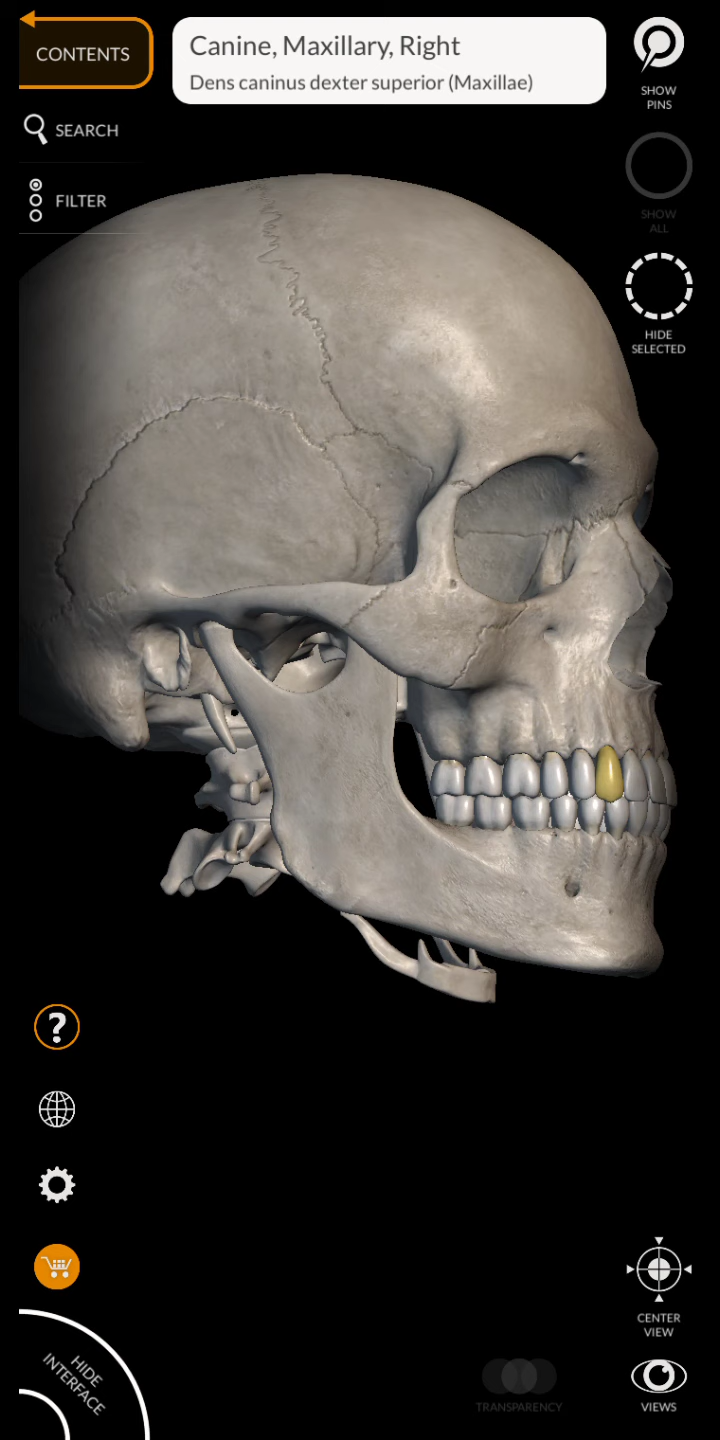 CONTENTS
Canine, Maxillary, Right
Dens caninus dexter superior (Maxillae)
SHOW
PINS
SEARCH
FILTER
SHOW
ALL
HIDE
SELECTED
?
HIDE
INTERFACE
CENTER
VIEW
TRANSPARENCY
VIEWS